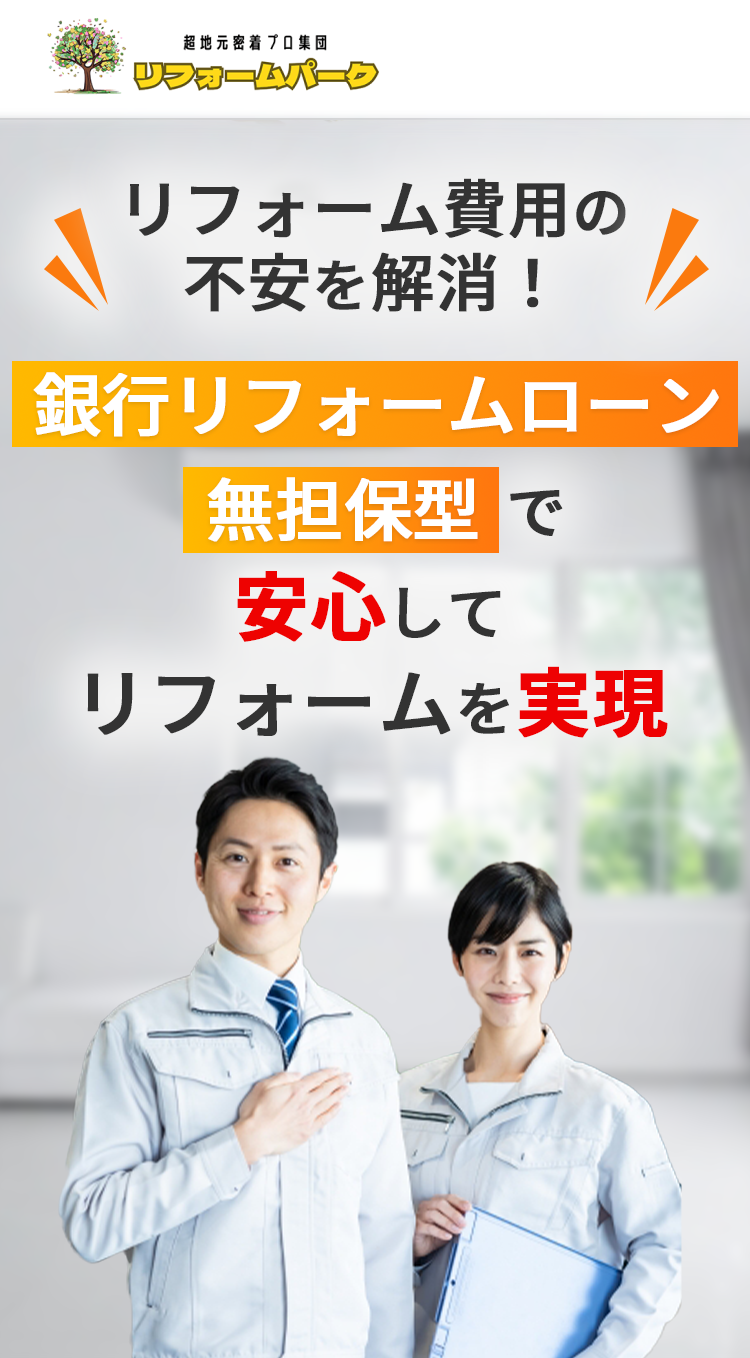 超地元密着プロ集団
リフォームパーク
リフォーム費用の
不安を解消！
銀行リフォームローン
無担保型で
安心して
リフォームを実現